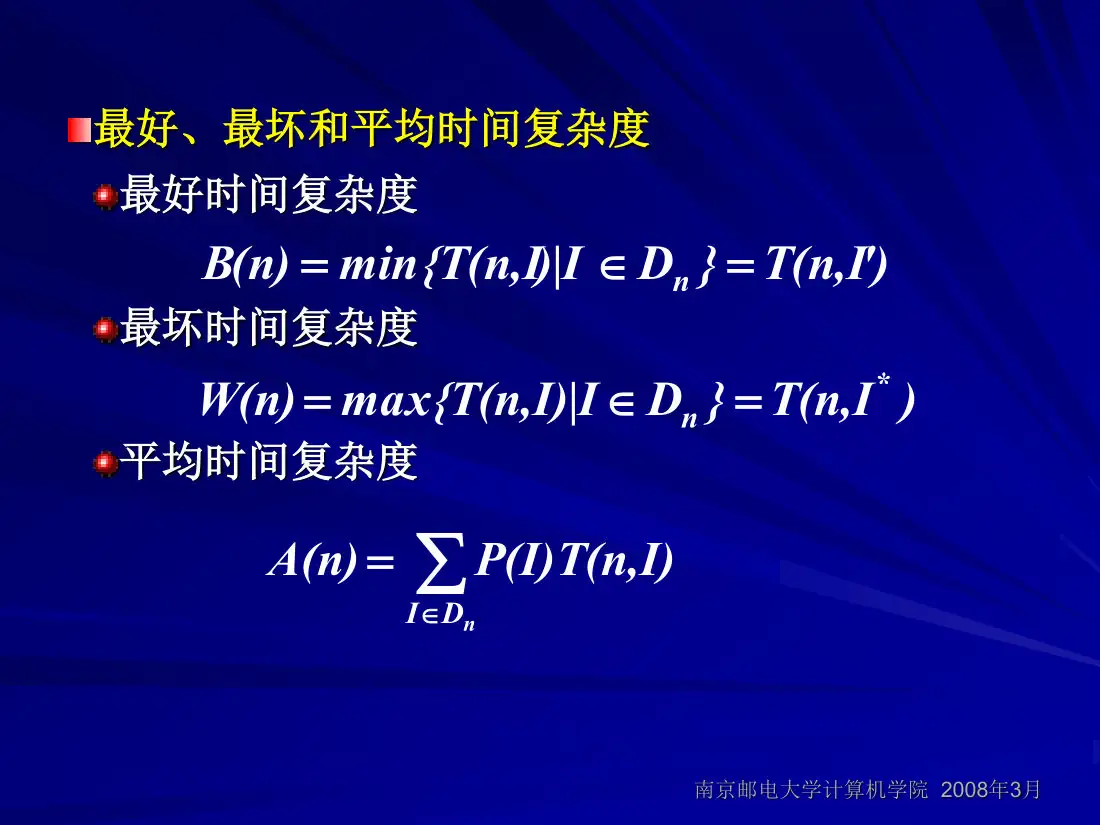 最好、最坏和平均时间复杂度
最好时间复杂度
B(n) = min{T(n,I)|I ∈ Dₙ} = T(n,I')
最坏时间复杂度
W(n) = max{T(n,I)|I ∈ Dₙ} = T(n,I*)
平均时间复杂度
A(n) = ∑ P(I)T(n,I)
I∈Dₙ
南京邮电大学计算机学院 2008年3月